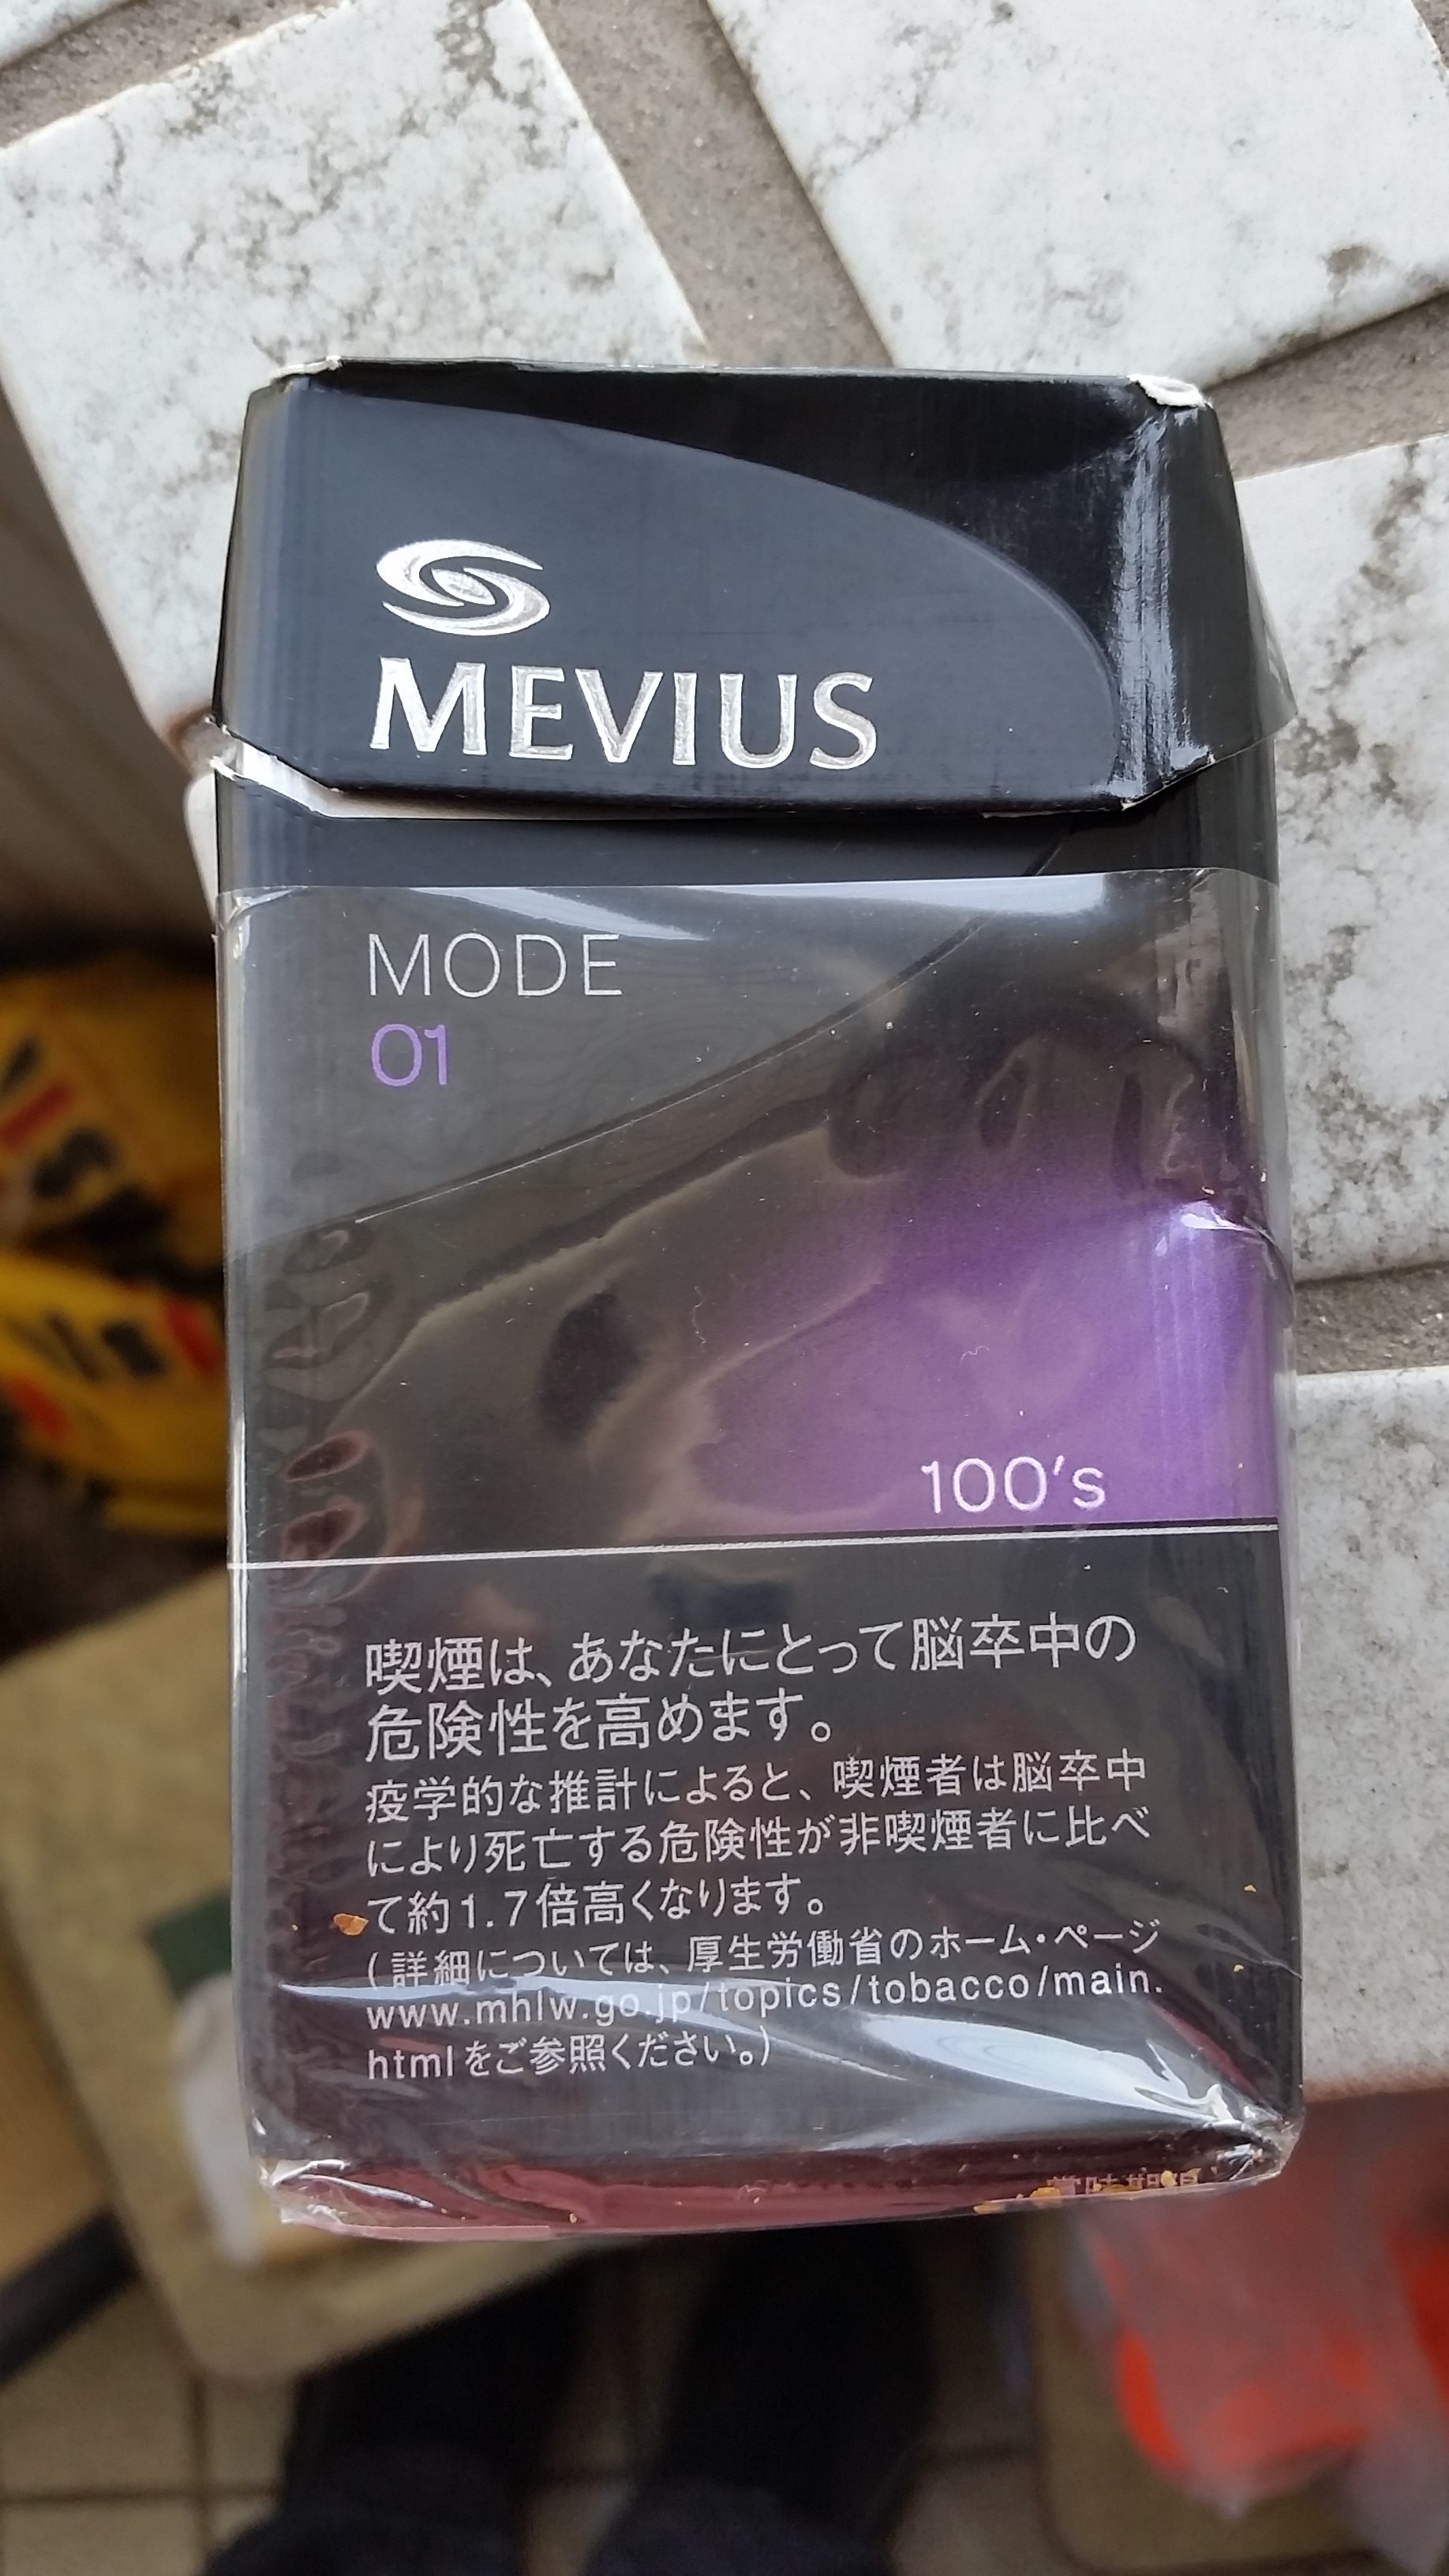 MEVIUS
MODE
01
100's
喫煙は、あなたにとって脳卒中の
危険性を高めます。
疫学的な推計によると、喫煙者は脳卒中
により死亡する危険性が非喫煙者に比べ
て約1.7倍高くなります。
(詳細については、厚生労働省のホーム・ページ
www.mhlw.go.jp/topics/tobacco/main.
htmlをご参照ください。)